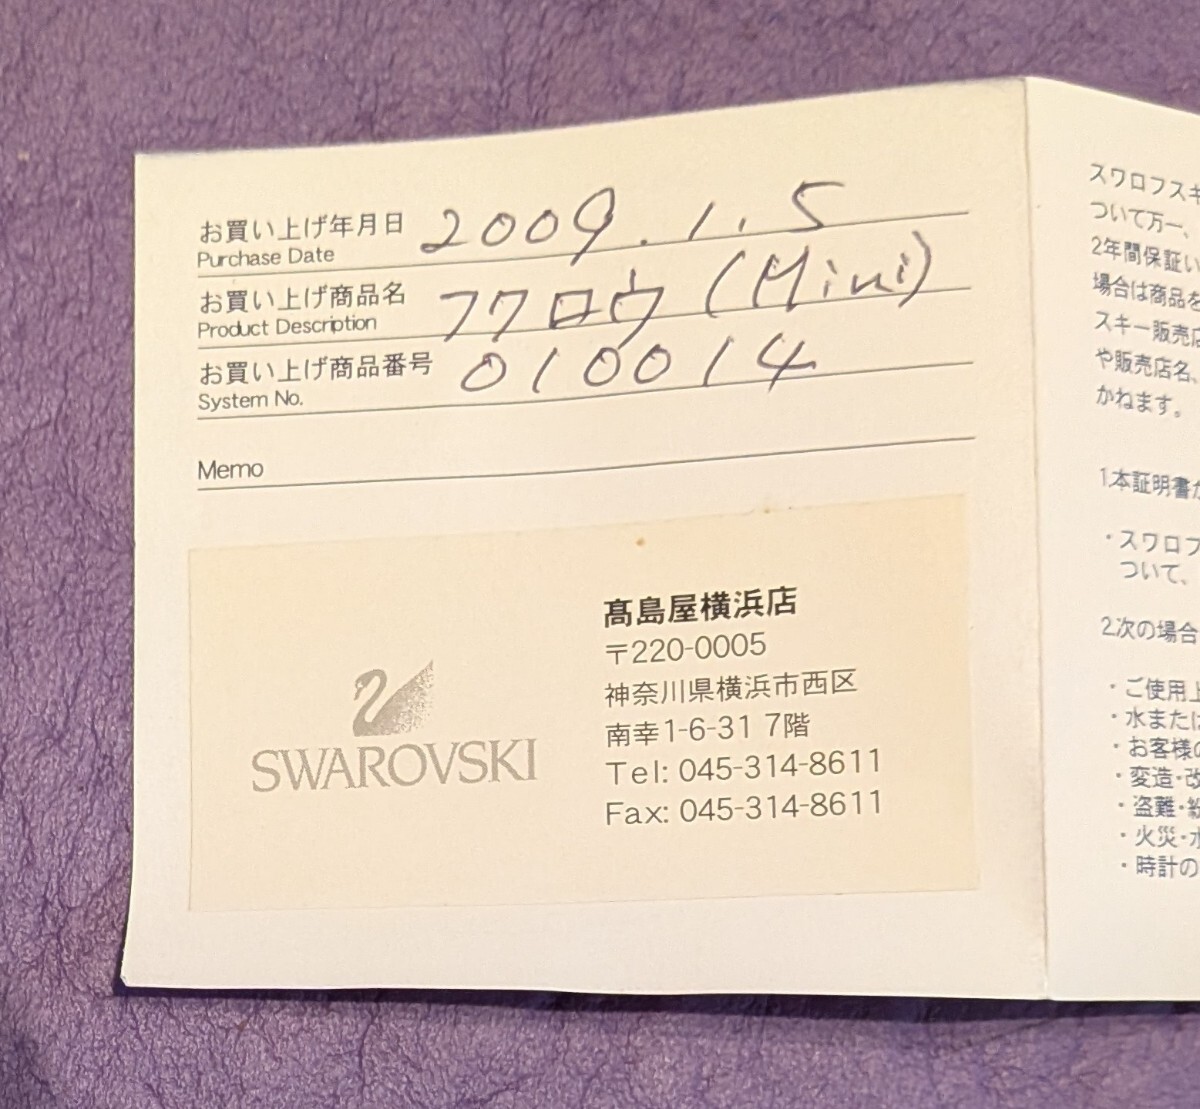 お買い上げ年月日 2009.1.5
Purchase Date
お買い上げ商品名 フクロウ (Mini)
Product Description
お買い上げ商品番号 010014
System No.
Memo
SWAROVSKI
髙島屋横浜店
〒220-0005
神奈川県横浜市西区
南幸1-6-31 7階
Tel: 045-314-8611
Fax: 045-314-8611
スワロフスキ
ついて万一、
2年間保証い
場合は商品を
スキー販売店
や販売店名、
かねます。
1.本証明書が
・スワロフ
ついて、
2.次の場合
・ご使用上
・水または
・お客様の
・変造・改
・盗難・紛
・火災・水
・時計の